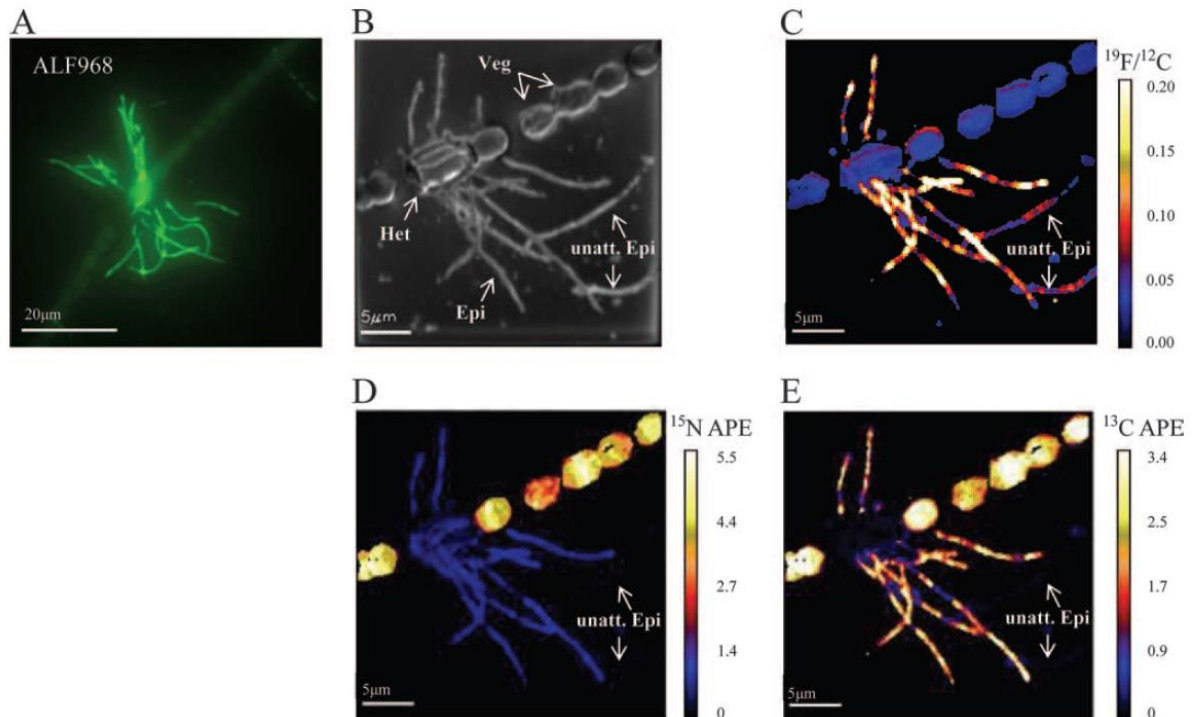 A
ALF968
20μm
B
Veg
Het
unatt. Epi
Epi
5μm
C
¹⁹F/¹²C
0.20
0.15
0.10
0.05
0.00
unatt. Epi
5μm
D
¹⁵N APE
5.5
4.4
2.7
1.4
0
unatt. Epi
5μm
E
¹³C APE
3.4
2.5
1.7
0.9
0
unatt. Epi
5μm